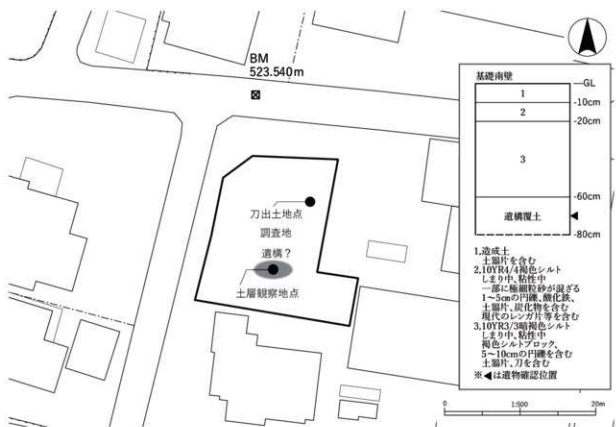 BM
523.540m
刀出土地点
調査地
遺構？
土層観察地点
基礎南壁
GL
1
-10cm
2
-20cm
3
-60cm
遺構覆土
-80cm
1,造成土
土器片を含む
2,10YR4/4褐色シルト
しまり中、粘性中
一部に極細粒砂が混ざる
1～5cmの円礫、酸化鉄、
土器片、炭化物を含む
現代のレンガ片等を含む
3,10YR3/3暗褐色シルト
しまり中、粘性中
褐色シルトブロック、
5～10cmの円礫を含む
土器片、刀を含む
※◀は遺物確認位置
0 1:500 20m